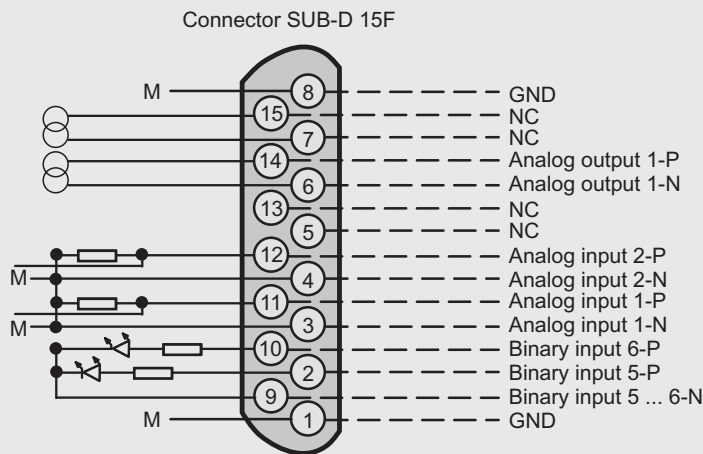 Connector SUB-D 15F
M 8 GND
15 NC
7 NC
14 Analog output 1-P
6 Analog output 1-N
13 NC
5 NC
12 Analog input 2-P
M 4 Analog input 2-N
11 Analog input 1-P
M 3 Analog input 1-N
10 Binary input 6-P
2 Binary input 5-P
9 Binary input 5 ... 6-N
M 1 GND